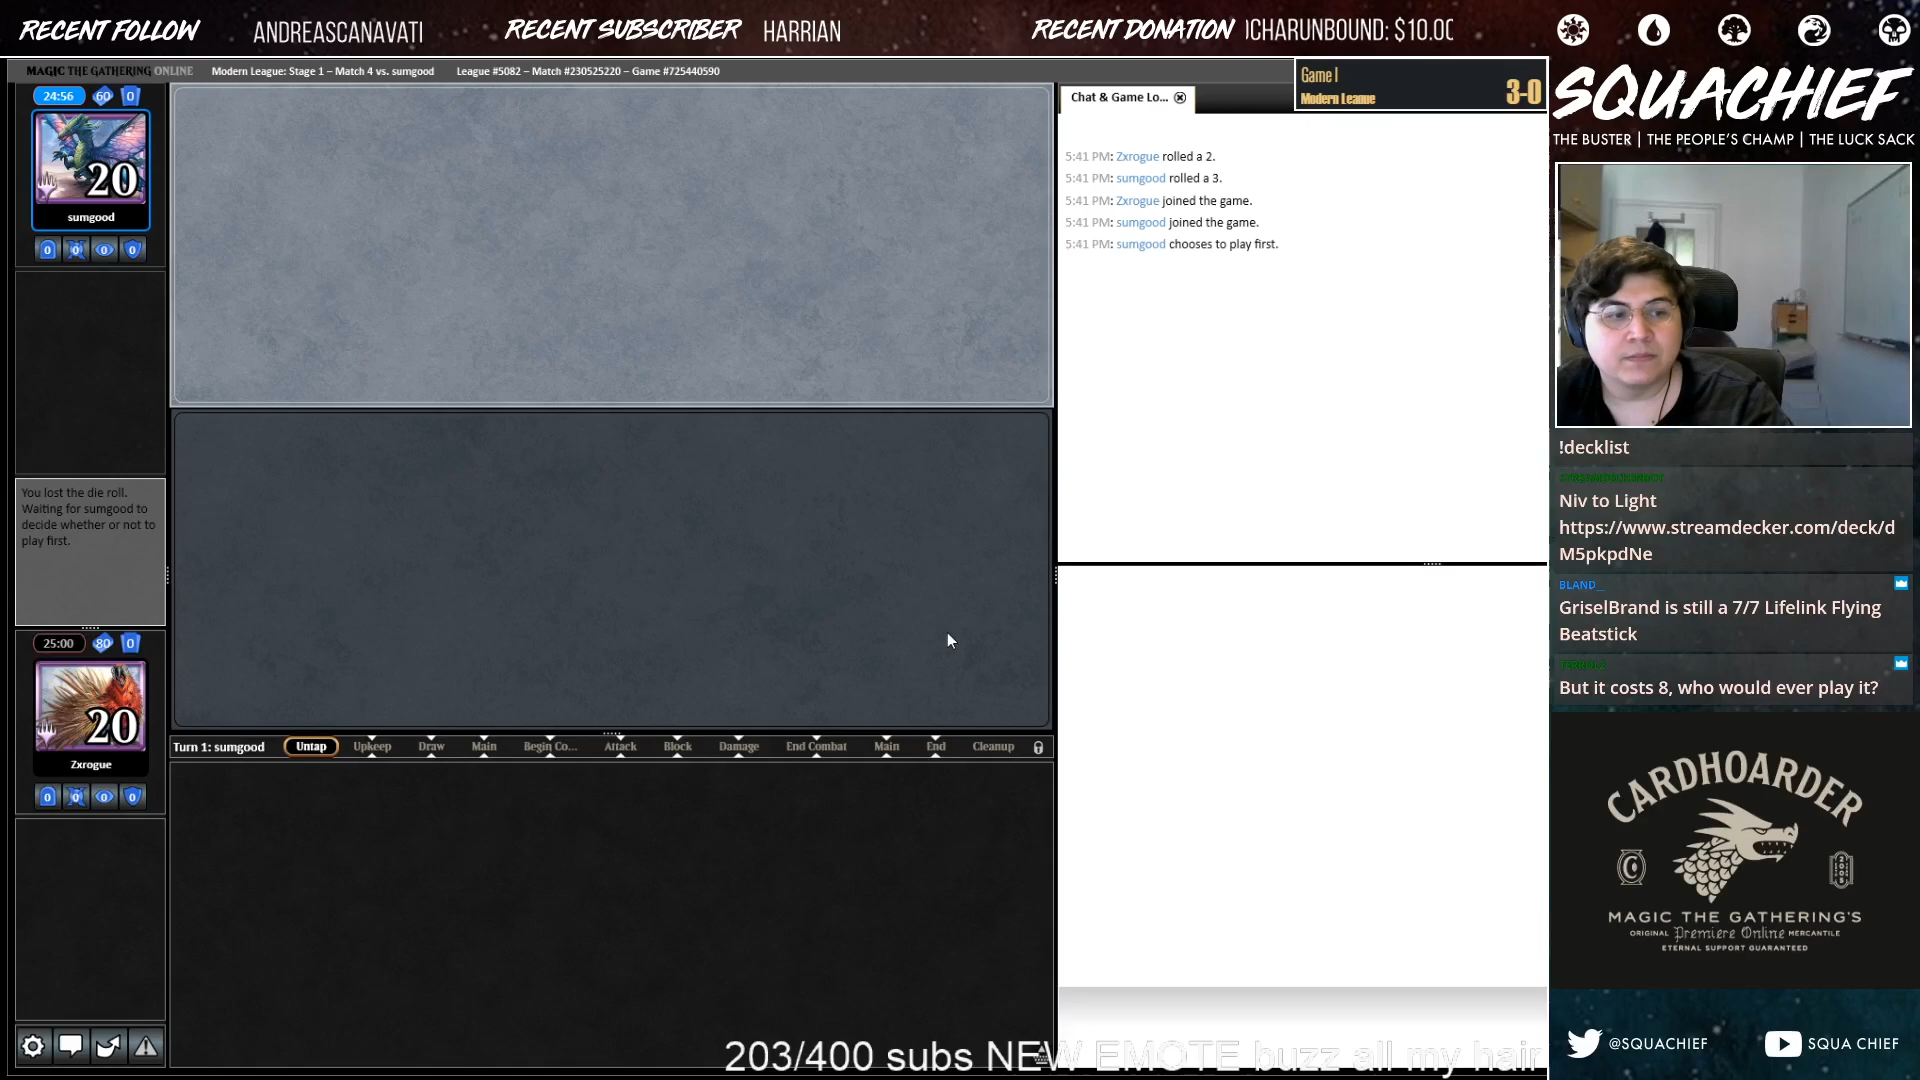 RECENT FOLLOW ANDREASCANAVATI RECENT SUBSCRIBER HARRIAN RECENT DONATION ICHARUNBOUND: $10.00
MAGIC THE GATHERING ONLINE Modern League: Stage 1 – Match 4 vs. sumgood League #5082 – Match #230525220 – Game #725440590
24:56 60 0
20
sumgood
0 0 0 0
You lost the die roll.
Waiting for sumgood to
decide whether or not to
play first.
25:00 80 0
20
Zxrogue
0 0 0 0
Turn 1: sumgood Untap Upkeep Draw Main Begin Co... Attack Block Damage End Combat Main End Cleanup
Chat & Game Lo...
5:41 PM: Zxrogue rolled a 2.
5:41 PM: sumgood rolled a 3.
5:41 PM: Zxrogue joined the game.
5:41 PM: sumgood joined the game.
5:41 PM: sumgood chooses to play first.
Game 1
Modern League 3-0
SQUACHIEF
THE BUSTER | THE PEOPLE'S CHAMP | THE LUCK SACK
!decklist
Niv to Light
https://www.streamdecker.com/deck/d
M5pkpdNe
BLAND__
GriselBrand is still a 7/7 Lifelink Flying
Beatstick
But it costs 8, who would ever play it?
CARDHOARDER
C 2005
MAGIC THE GATHERING'S
ORIGINAL Premiere Online MERCANTILE
ETERNAL SUPPORT GUARANTEED
@SQUACHIEF SQUA CHIEF
203/400 subs NEW EMOTE buzz all my hair